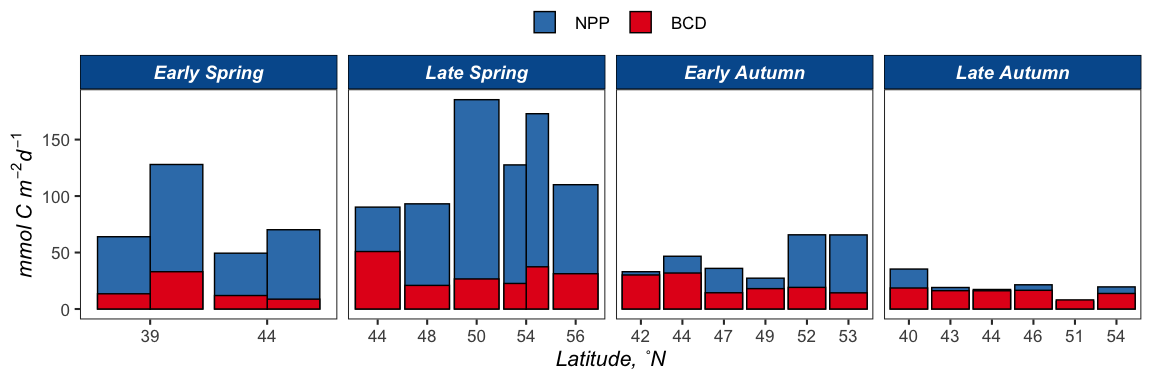 NPP BCD
Early Spring Late Spring Early Autumn Late Autumn
mmol C m⁻²d⁻¹
150
100
50
0
39 44 44 48 50 54 56 42 44 47 49 52 53 40 43 44 46 51 54
Latitude, °N